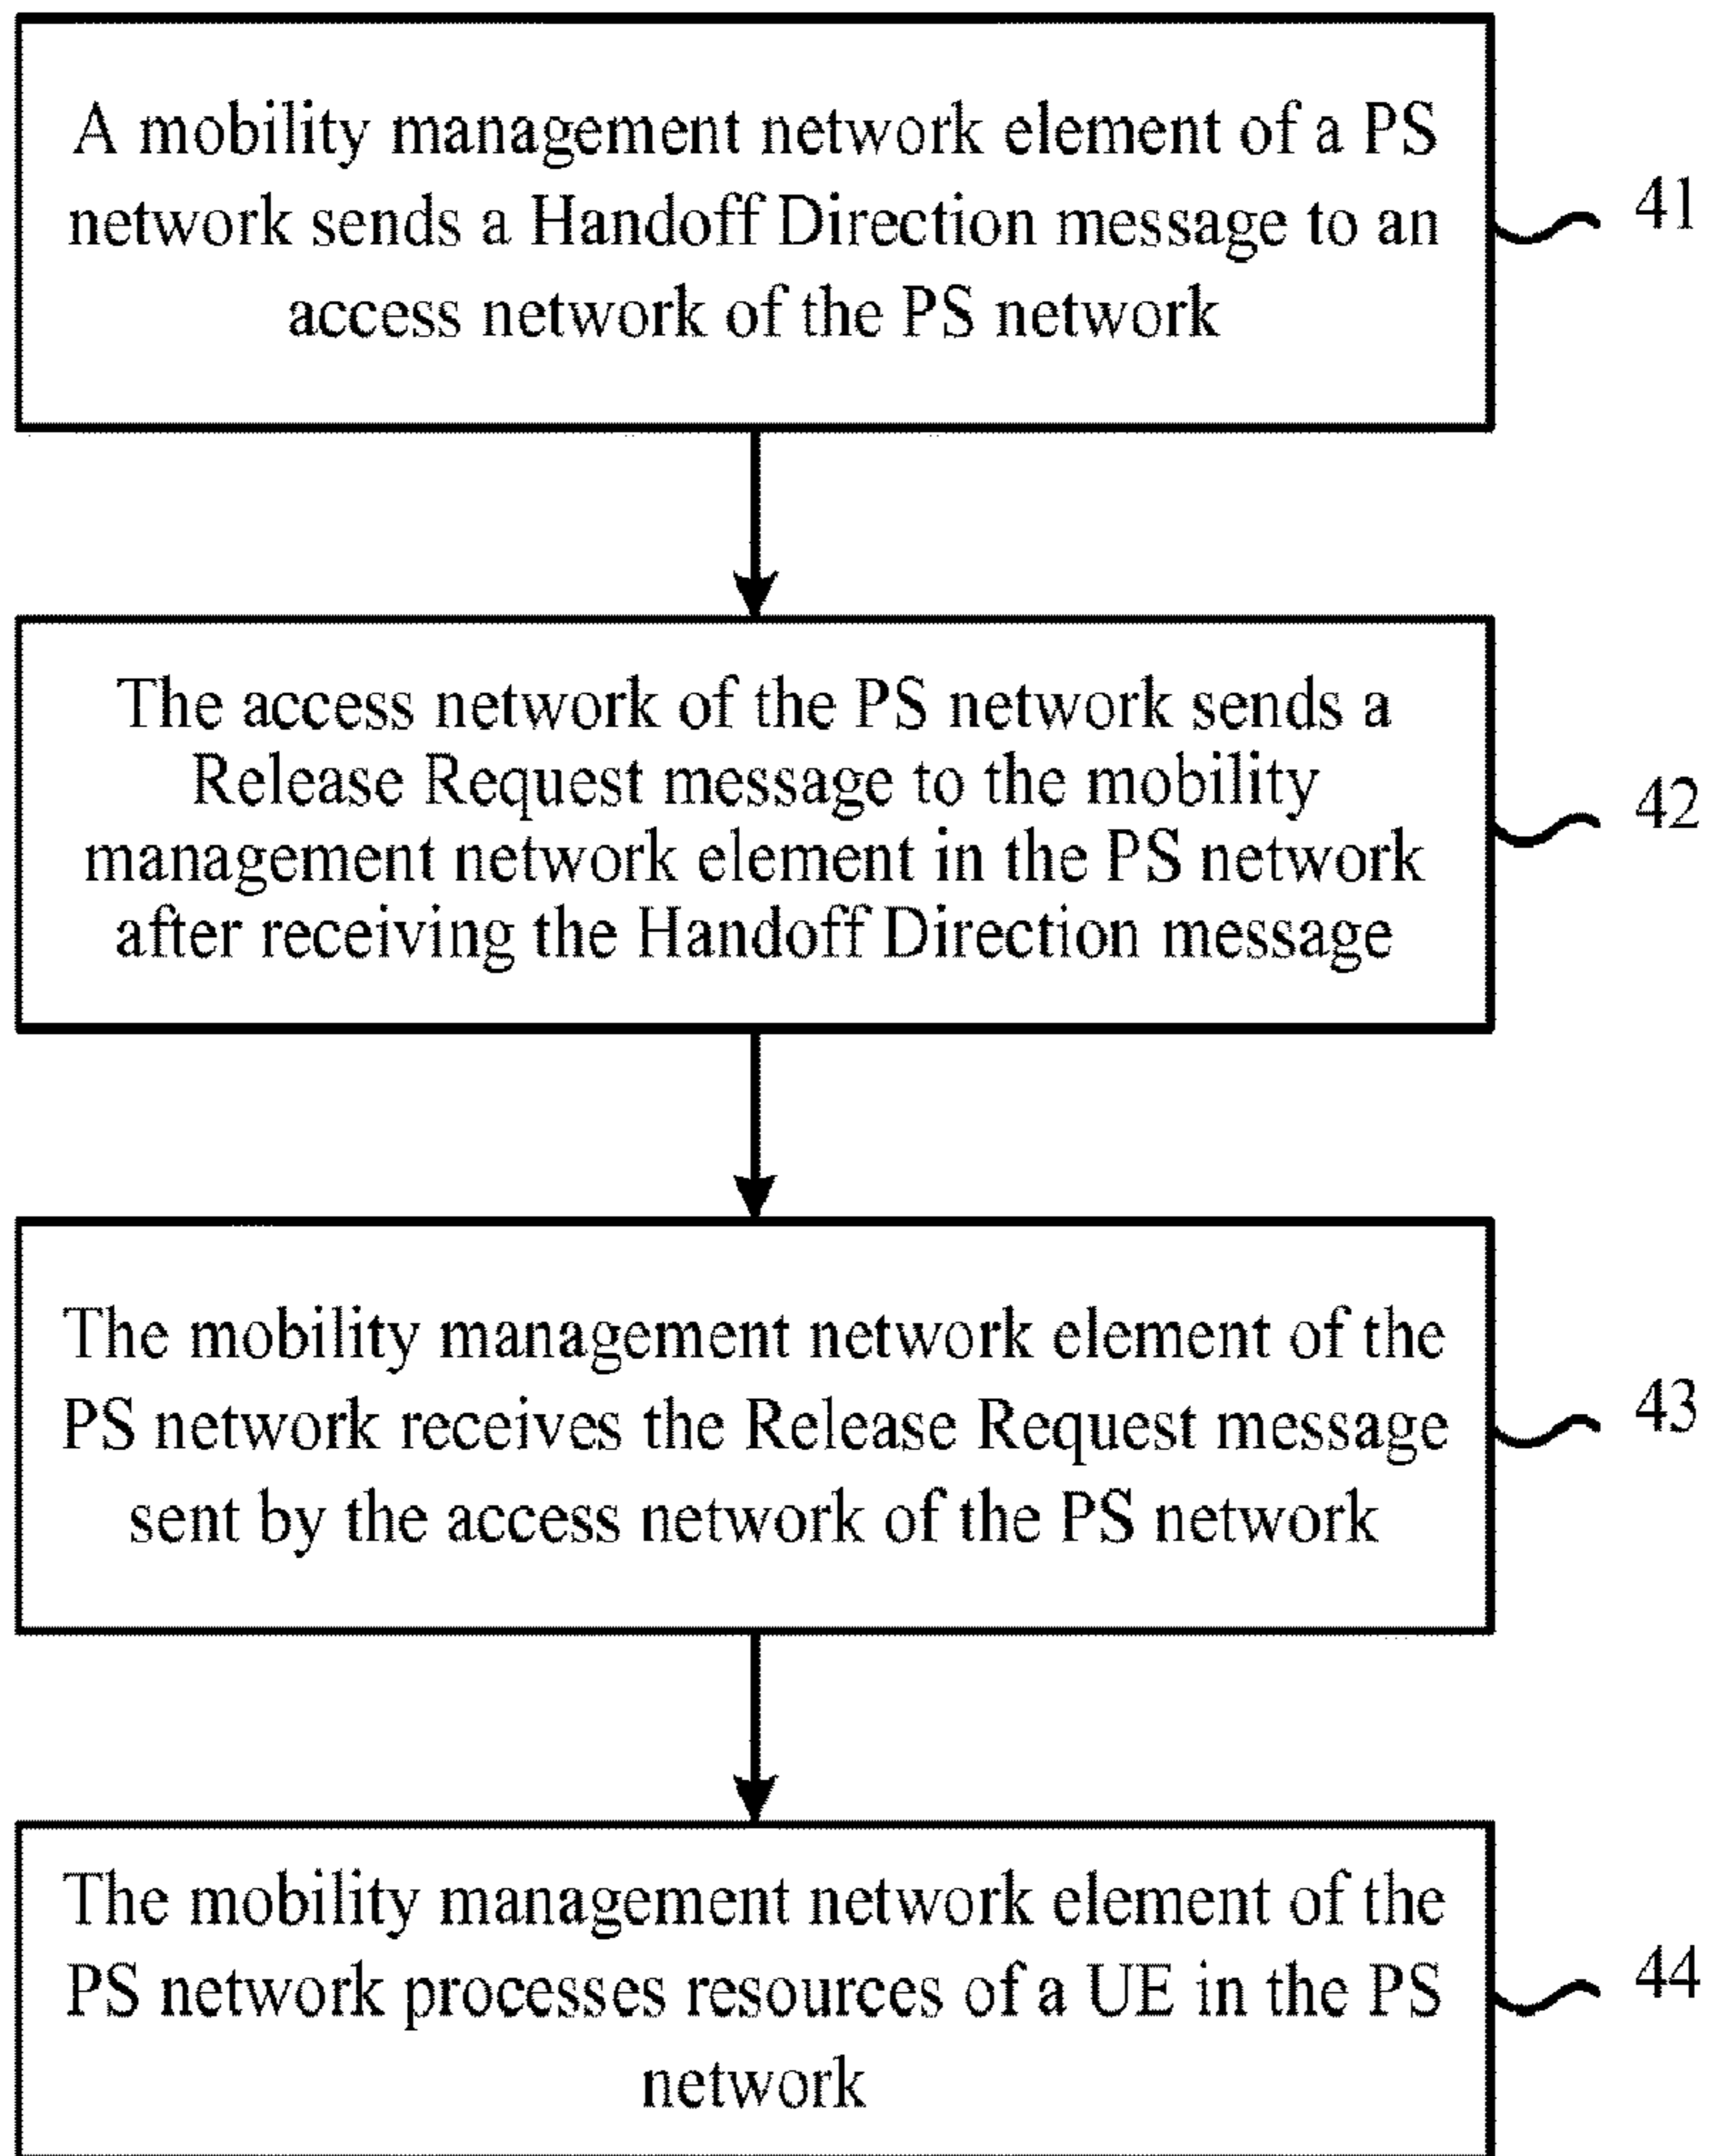 A mobility management network element of a PS
network sends a Handoff Direction message to an
access network of the PS network
41
The access network of the PS network sends a
Release Request message to the mobility
management network element in the PS network
after receiving the Handoff Direction message
42
The mobility management network element of the
PS network receives the Release Request message
sent by the access network of the PS network
43
The mobility management network element of the
PS network processes resources of a UE in the PS
network
44